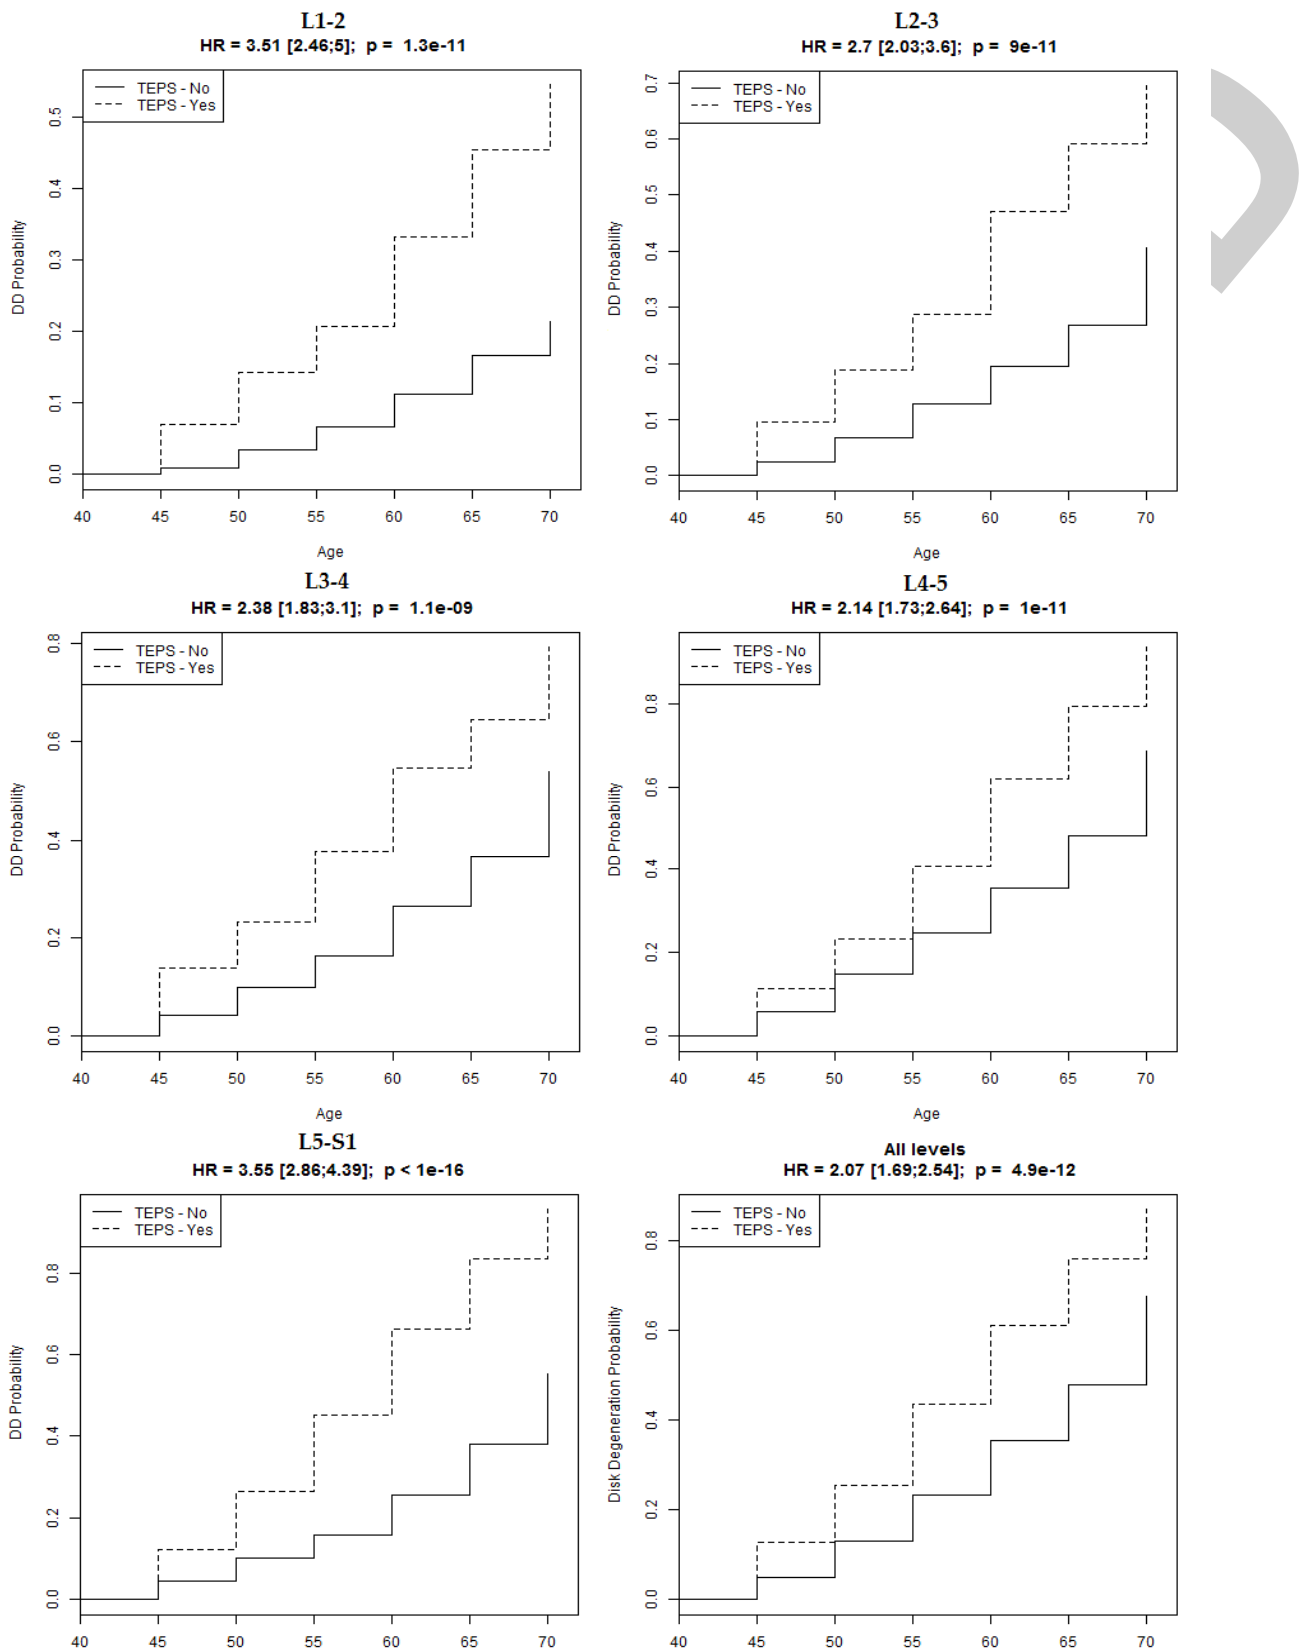 L1-2
HR = 3.51 [2.46;5]; p = 1.3e-11
TEPS - No
TEPS - Yes
DD Probability
0.0 0.1 0.2 0.3 0.4 0.5
40 45 50 55 60 65 70
Age
L2-3
HR = 2.7 [2.03;3.6]; p = 9e-11
TEPS - No
TEPS - Yes
DD Probability
0.0 0.1 0.2 0.3 0.4 0.5 0.6 0.7
40 45 50 55 60 65 70
Age
L3-4
HR = 2.38 [1.83;3.1]; p = 1.1e-09
TEPS - No
TEPS - Yes
DD Probability
0.0 0.2 0.4 0.6 0.8
40 45 50 55 60 65 70
Age
L4-5
HR = 2.14 [1.73;2.64]; p = 1e-11
TEPS - No
TEPS - Yes
DD Probability
0.0 0.2 0.4 0.6 0.8
40 45 50 55 60 65 70
Age
L5-S1
HR = 3.55 [2.86;4.39]; p < 1e-16
TEPS - No
TEPS - Yes
DD Probability
0.0 0.2 0.4 0.6 0.8
40 45 50 55 60 65 70
All levels
HR = 2.07 [1.69;2.54]; p = 4.9e-12
TEPS - No
TEPS - Yes
Disk Degeneration Probability
0.0 0.2 0.4 0.6 0.8
40 45 50 55 60 65 70